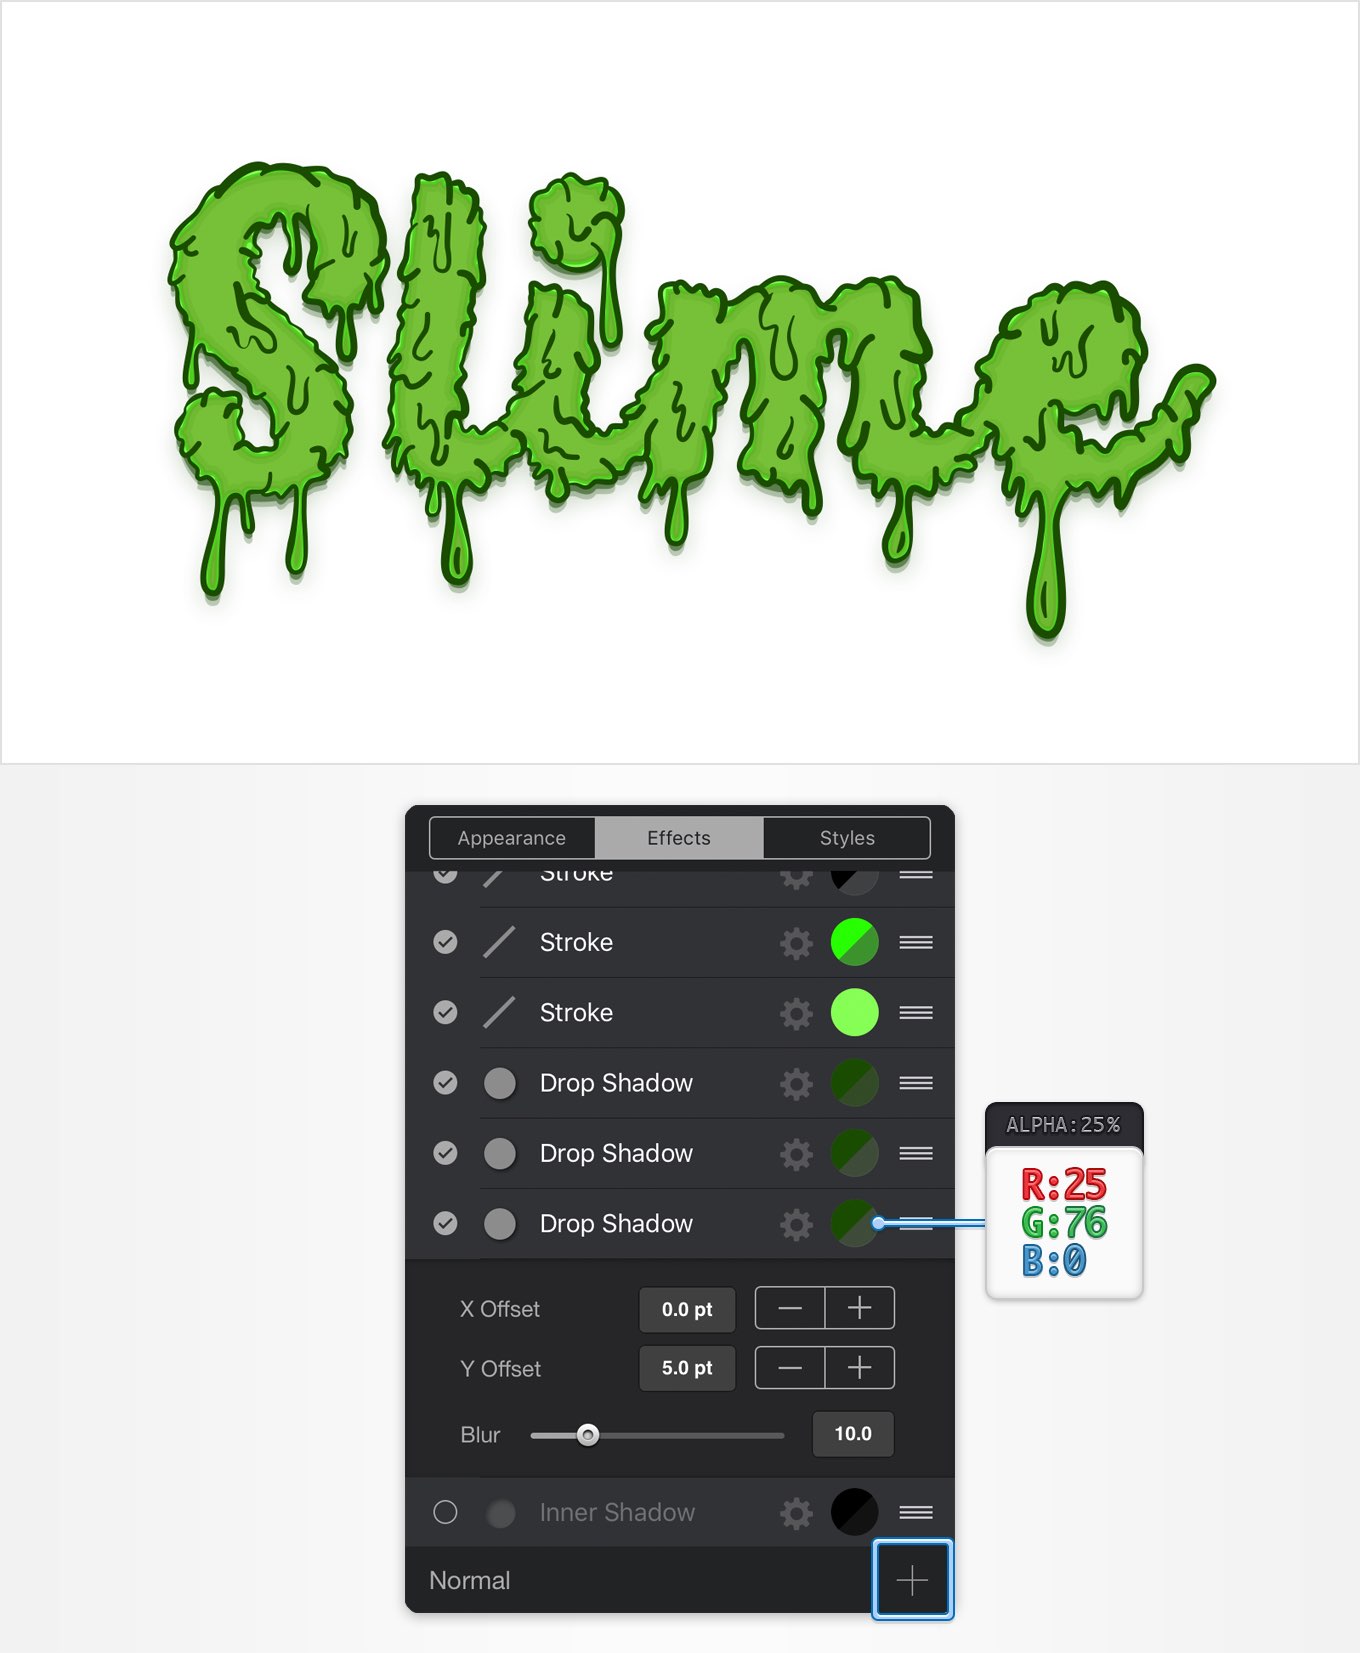 Slime
Appearance Effects Styles
Stroke
Stroke
Stroke
Drop Shadow
Drop Shadow
Drop Shadow
ALPHA:25%
R:25
G:76
B:0
X Offset 0.0 pt
Y Offset 5.0 pt
Blur 10.0
Inner Shadow
Normal